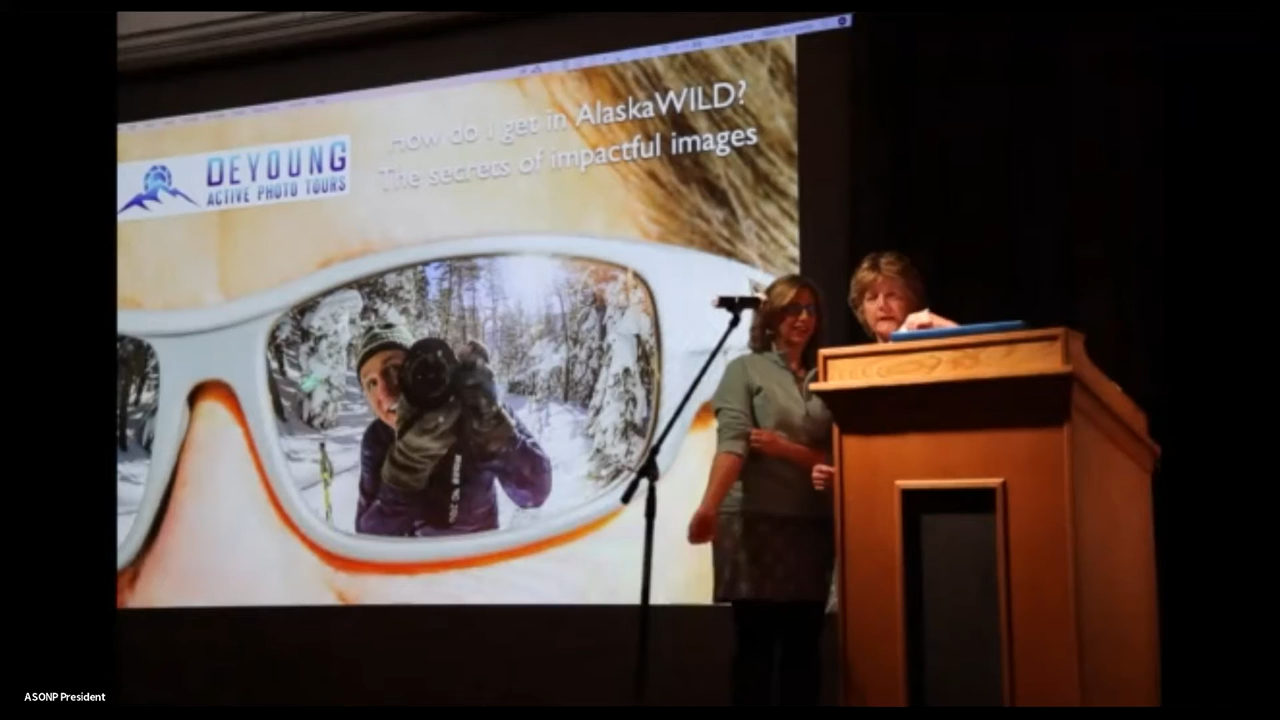 How do I get in AlaskaWILD?
The secrets of impactful images
DEYOUNG
ACTIVE PHOTO TOURS
ASONP President